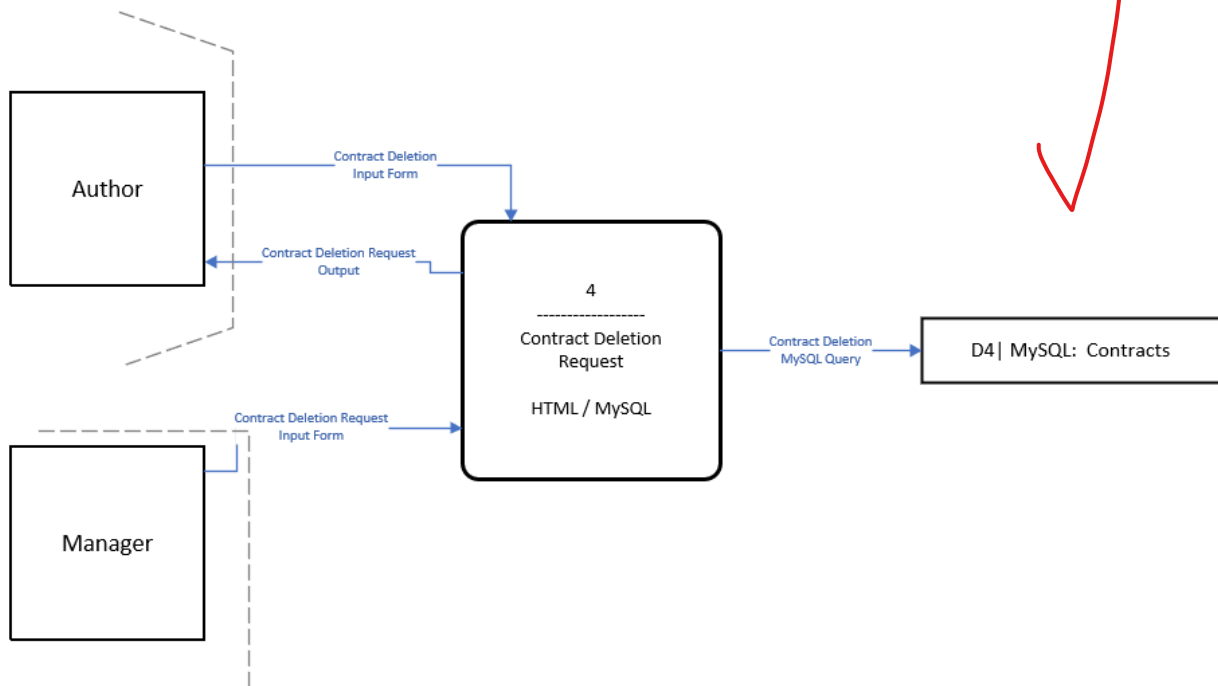 Author
Contract Deletion
Input Form
Contract Deletion Request
Output
4
------------------
Contract Deletion
Request
HTML / MySQL
Contract Deletion
MySQL Query
D4| MySQL:  Contracts
Contract Deletion Request
Input Form
Manager